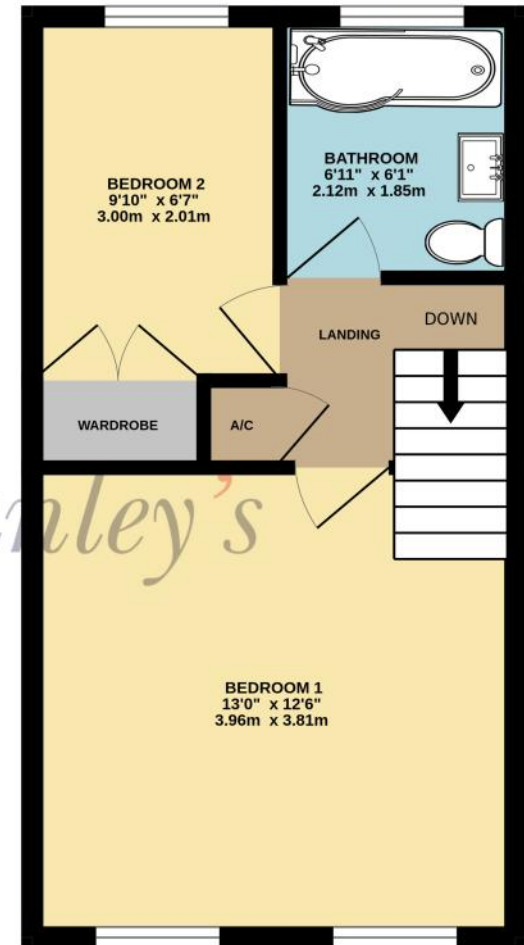 BATHROOM
6'11" x 6'1"
2.12m x 1.85m
BEDROOM 2
9'10" x 6'7"
3.00m x 2.01m
DOWN
LANDING
WARDROBE
A/C
BEDROOM 1
13'0" x 12'6"
3.96m x 3.81m